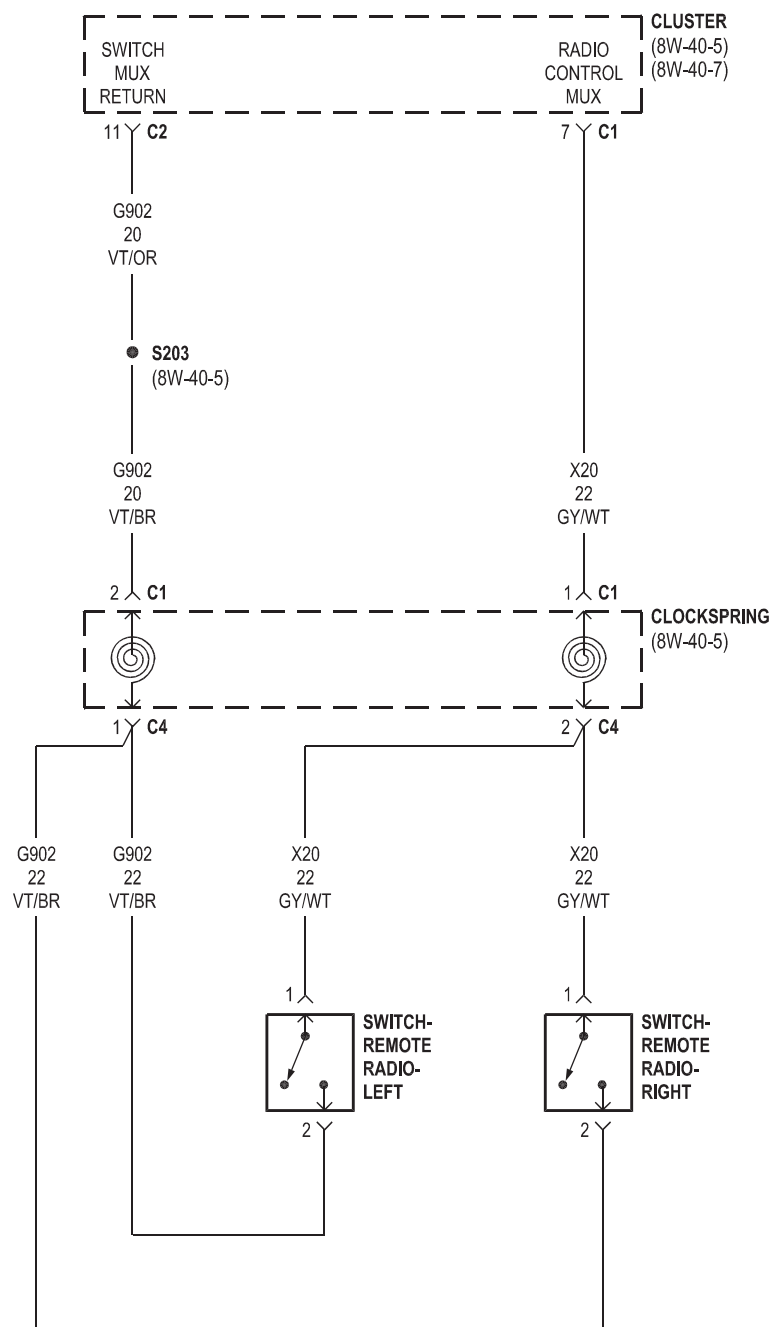 CLUSTER
(8W-40-5)
(8W-40-7)
SWITCH
MUX
RETURN
RADIO
CONTROL
MUX
11 C2
7 C1
G902
20
VT/OR
S203
(8W-40-5)
G902
20
VT/BR
X20
22
GY/WT
2 C1
1 C1
CLOCKSPRING
(8W-40-5)
1 C4
2 C4
G902
22
VT/BR
G902
22
VT/BR
X20
22
GY/WT
X20
22
GY/WT
1
SWITCH-
REMOTE
RADIO-
LEFT
2
1
SWITCH-
REMOTE
RADIO-
RIGHT
2